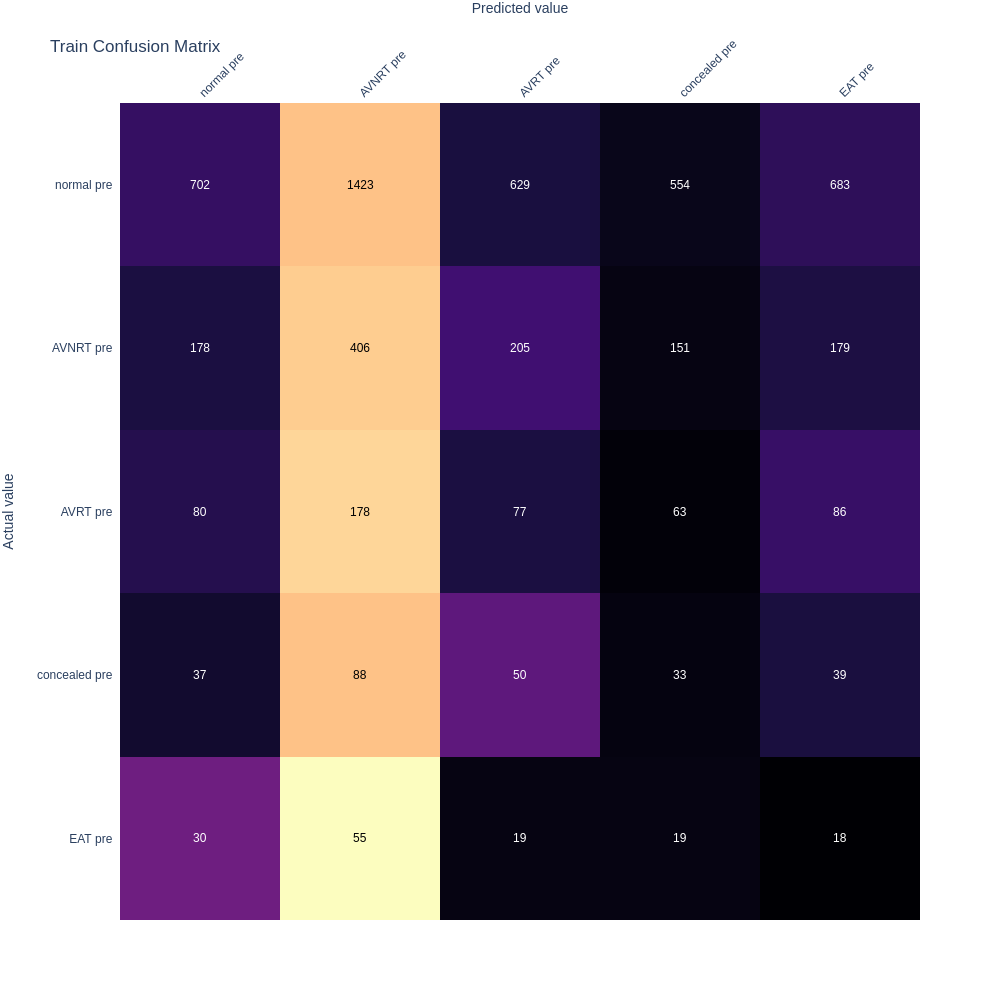 Predicted value
Train Confusion Matrix
normal pre AVNRT pre AVRT pre concealed pre EAT pre
normal pre 702 1423 629 554 683
AVNRT pre 178 406 205 151 179
AVRT pre 80 178 77 63 86
concealed pre 37 88 50 33 39
EAT pre 30 55 19 19 18
Actual value